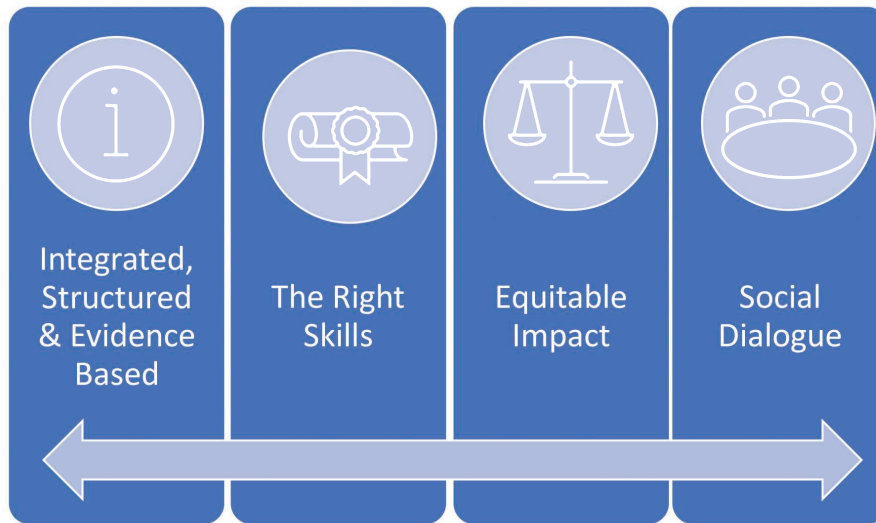 Integrated,
Structured
& Evidence
Based
The Right
Skills
Equitable
Impact
Social
Dialogue